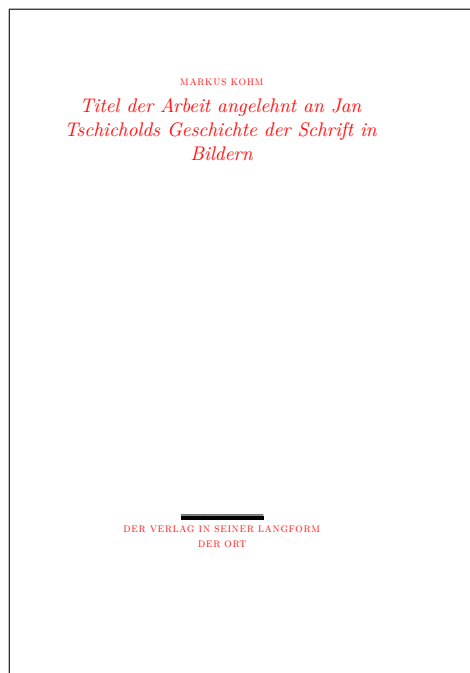 MARKUS KOHM
Titel der Arbeit angelehnt an Jan
Tschicholds Geschichte der Schrift in
Bildern
DER VERLAG IN SEINER LANGFORM
DER ORT